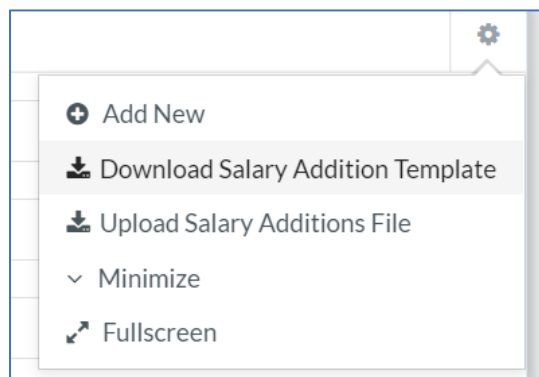 Add New
Download Salary Addition Template
Upload Salary Additions File
Minimize
Fullscreen